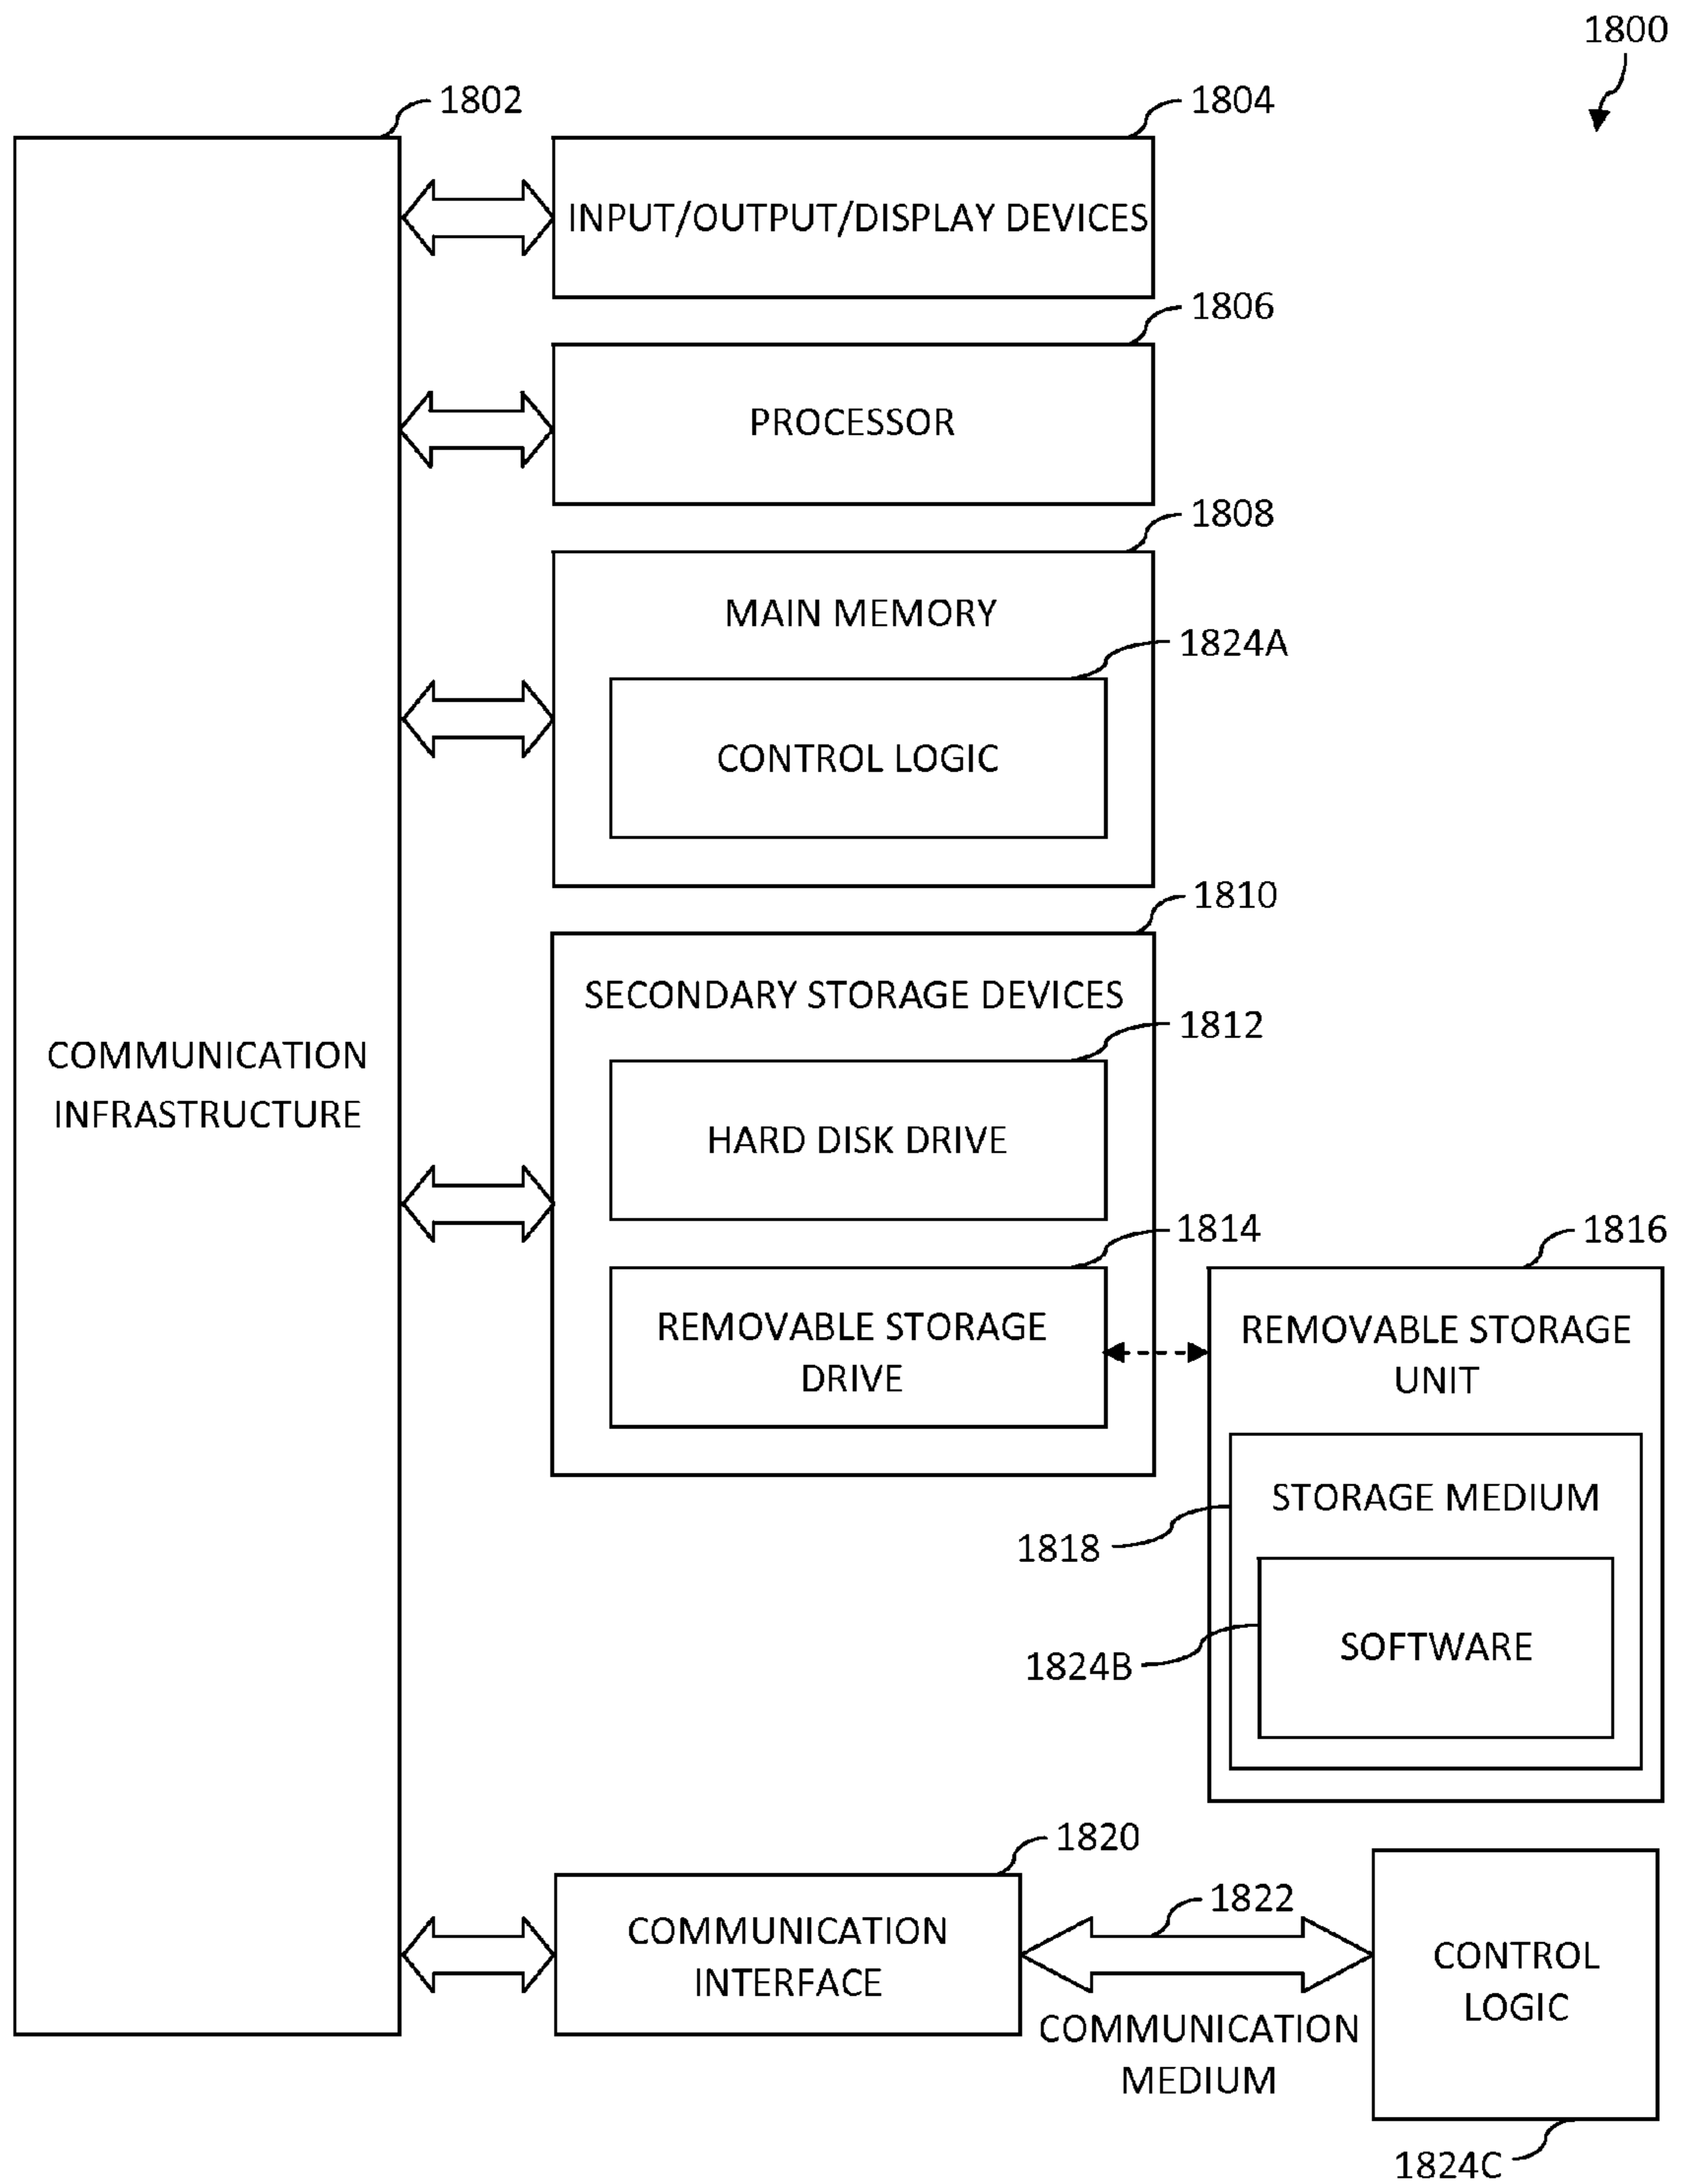 1800
1802
1804
INPUT/OUTPUT/DISPLAY DEVICES
1806
PROCESSOR
1808
MAIN MEMORY
1824A
CONTROL LOGIC
1810
SECONDARY STORAGE DEVICES
1812
COMMUNICATION
INFRASTRUCTURE
HARD DISK DRIVE
1814
1816
REMOVABLE STORAGE
DRIVE
REMOVABLE STORAGE
UNIT
STORAGE MEDIUM
1818
SOFTWARE
1824B
1820
1822
COMMUNICATION
INTERFACE
CONTROL
LOGIC
COMMUNICATION
MEDIUM
1824C